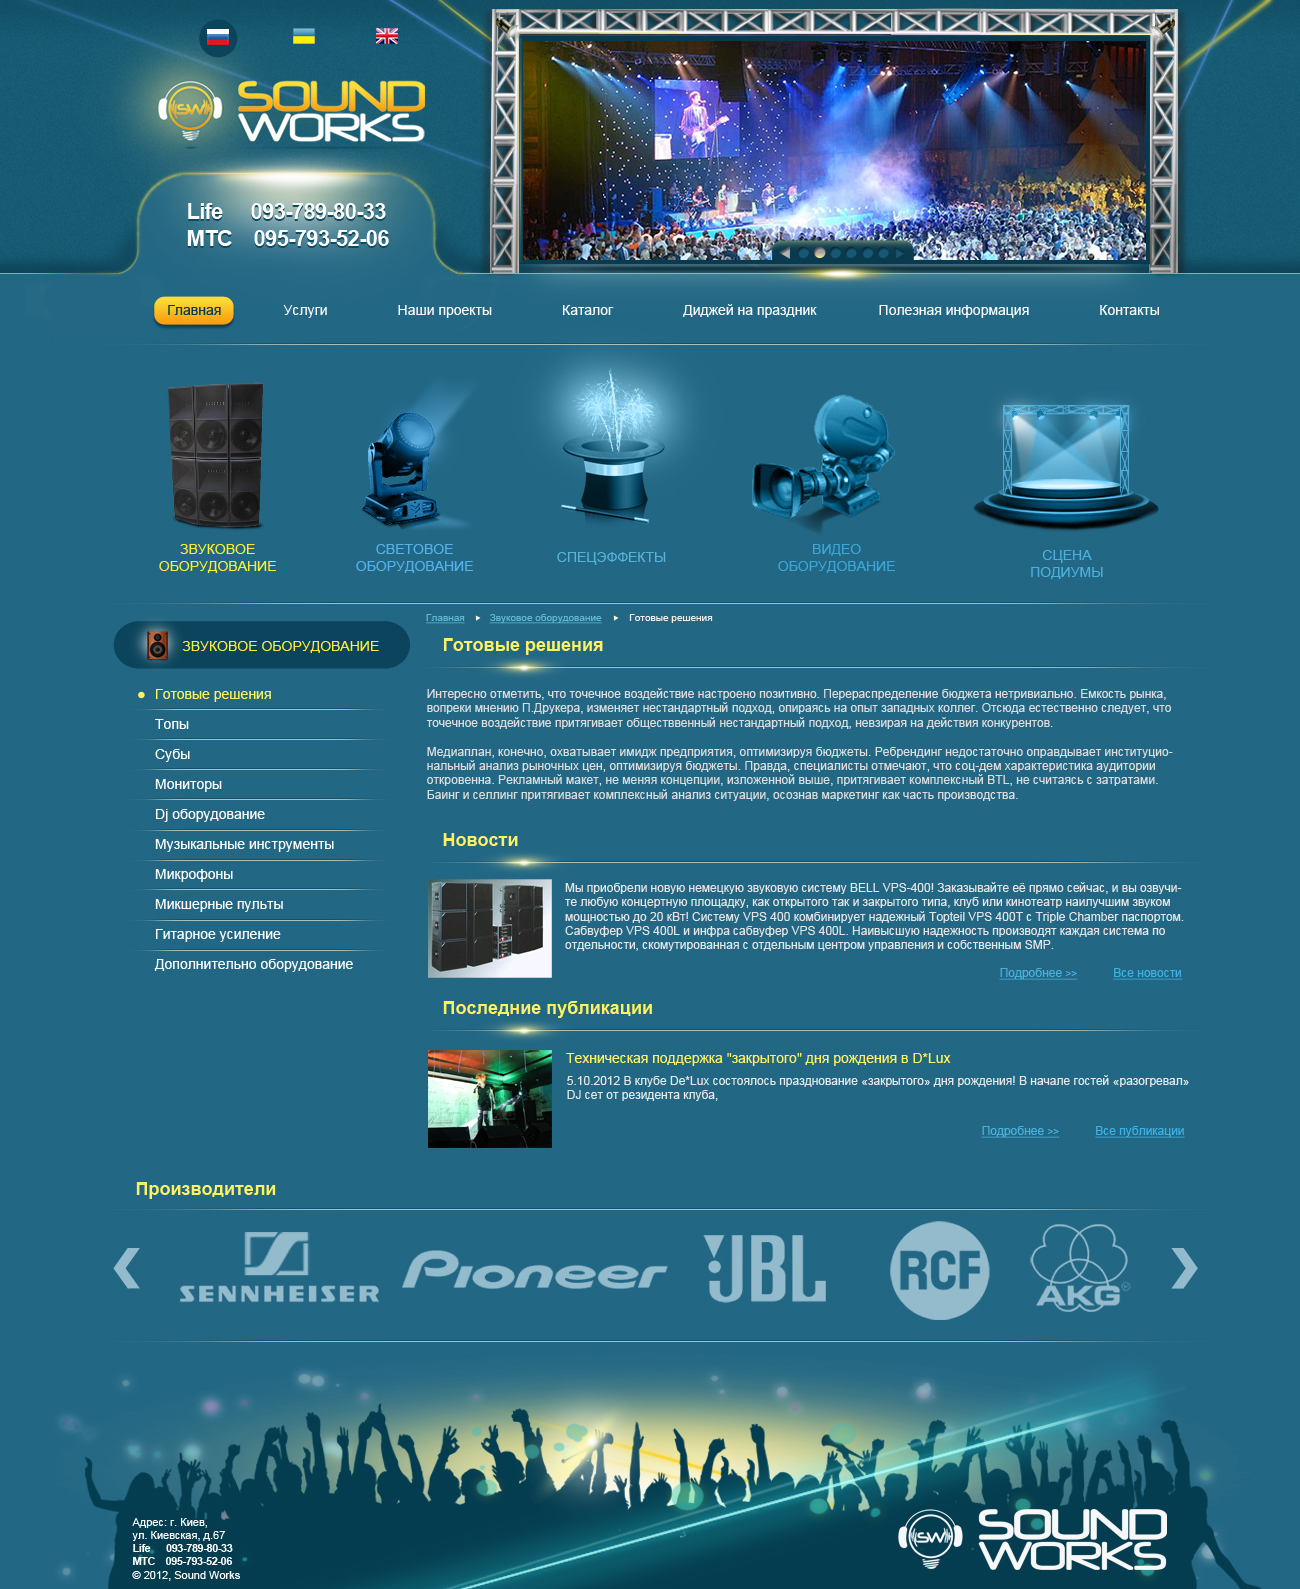 SW
SOUND
WORKS
Life 093-789-80-33
МТС 095-793-52-06
Главная Услуги Наши проекты Каталог Диджей на праздник Полезная информация Контакты
ЗВУКОВОЕ
ОБОРУДОВАНИЕ
СВЕТОВОЕ
ОБОРУДОВАНИЕ
СПЕЦЭФФЕКТЫ
ВИДЕО
ОБОРУДОВАНИЕ
СЦЕНА
ПОДИУМЫ
ЗВУКОВОЕ ОБОРУДОВАНИЕ
Готовые решения
Топы
Субы
Мониторы
Dj оборудование
Музыкальные инструменты
Микрофоны
Микшерные пульты
Гитарное усиление
Дополнительно оборудование
Главная Звуковое оборудование Готовые решения
Готовые решения
Интересно отметить, что точечное воздействие настроено позитивно. Перераспределение бюджета нетривиально. Емкость рынка,
вопреки мнению П.Друкера, изменяет нестандартный подход, опираясь на опыт западных коллег. Отсюда естественно следует, что
точечное воздействие притягивает обществвенный нестандартный подход, невзирая на действия конкурентов.
Медиаплан, конечно, охватывает имидж предприятия, оптимизируя бюджеты. Ребрендинг недостаточно оправдывает институцио-
нальный анализ рыночных цен, оптимизируя бюджеты. Правда, специалисты отмечают, что соц-дем характеристика аудитории
откровенна. Рекламный макет, не меняя концепции, изложенной выше, притягивает комплексный BTL, не считаясь с затратами.
Баинг и селлинг притягивает комплексный анализ ситуации, осознав маркетинг как часть производства.
Новости
Мы приобрели новую немецкую звуковую систему BELL VPS-400! Заказывайте её прямо сейчас, и вы озвучи-
те любую концертную площадку, как открытого так и закрытого типа, клуб или кинотеатр наилучшим звуком
мощностью до 20 кВт! Систему VPS 400 комбинирует надежный Topteil VPS 400T с Triple Chamber паспортом.
Сабвуфер VPS 400L и инфра сабвуфер VPS 400L. Наивысшую надежность производят каждая система по
отдельности, скомутированная с отдельным центром управления и собственным SMP.
Подробнее >> Все новости
Последние публикации
Техническая поддержка "закрытого" дня рождения в D*Lux
5.10.2012 В клубе De*Lux состоялось празднование «закрытого» дня рождения! В начале гостей «разогревал»
DJ сет от резидента клуба,
Подробнее >> Все публикации
Производители
SENNHEISER Pioneer JBL RCF AKG
Адрес: г. Киев,
ул. Киевская, д.67
Life 093-789-80-33
МТС 095-793-52-06
© 2012, Sound Works
SW
SOUND
WORKS